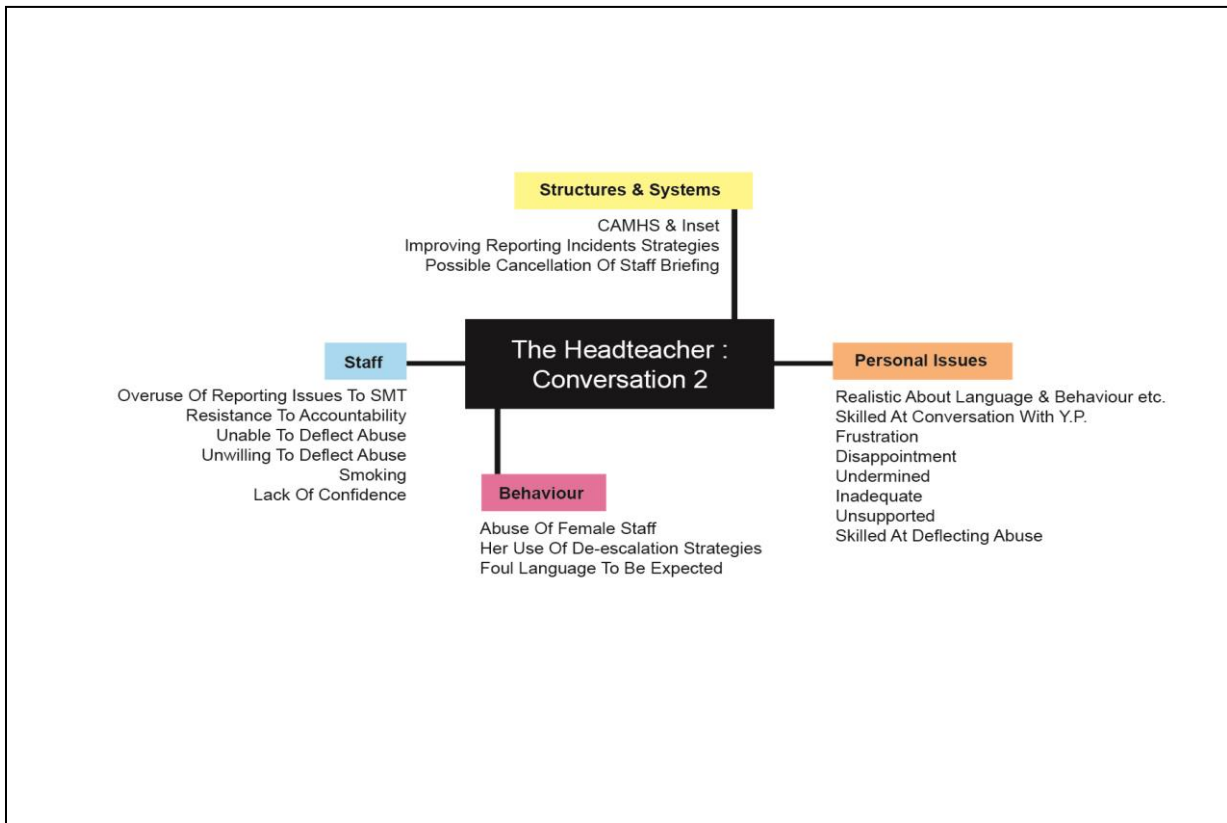 Structures & Systems
CAMHS & Inset
Improving Reporting Incidents Strategies
Possible Cancellation Of Staff Briefing
The Headteacher :
Conversation 2
Staff
Overuse Of Reporting Issues To SMT
Resistance To Accountability
Unable To Deflect Abuse
Unwilling To Deflect Abuse
Smoking
Lack Of Confidence
Behaviour
Abuse Of Female Staff
Her Use Of De-escalation Strategies
Foul Language To Be Expected
Personal Issues
Realistic About Language & Behaviour etc.
Skilled At Conversation With Y.P.
Frustration
Disappointment
Undermined
Inadequate
Unsupported
Skilled At Deflecting Abuse